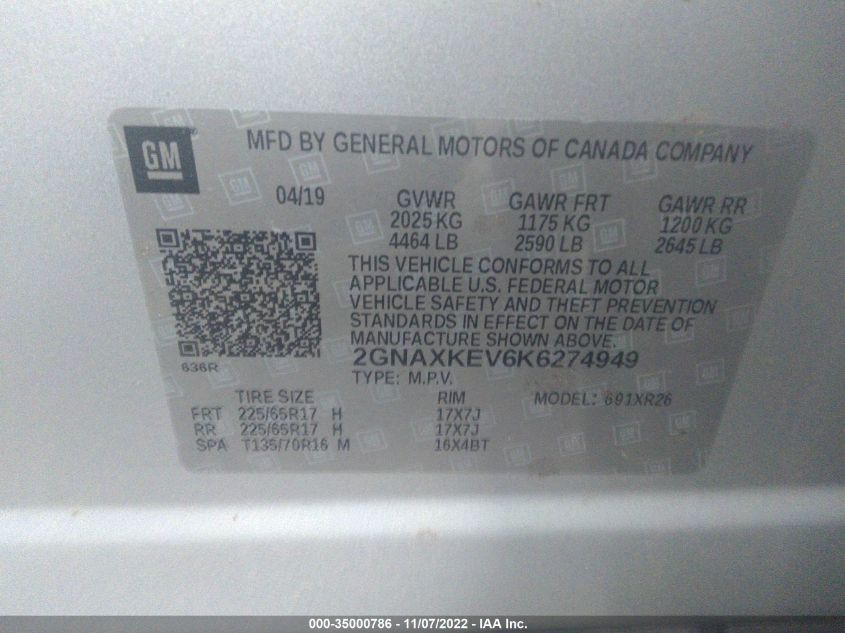 GM
MFD BY GENERAL MOTORS OF CANADA COMPANY
04/19 GVWR GAWR FRT GAWR RR
2025 KG 1175 KG 1200 KG
4464 LB 2590 LB 2645 LB
THIS VEHICLE CONFORMS TO ALL
APPLICABLE U.S. FEDERAL MOTOR
VEHICLE SAFETY AND THEFT PREVENTION
STANDARDS IN EFFECT ON THE DATE OF
MANUFACTURE SHOWN ABOVE.
2GNAXKEV6K6274949
636R
TYPE: M.P.V.
TIRE SIZE RIM MODEL: 691XR26
FRT 225/65R17 H 17X7J
RR 225/65R17 H 17X7J
SPA T135/70R16 M 16X4BT
000-35000786 - 11/07/2022 - IAA Inc.